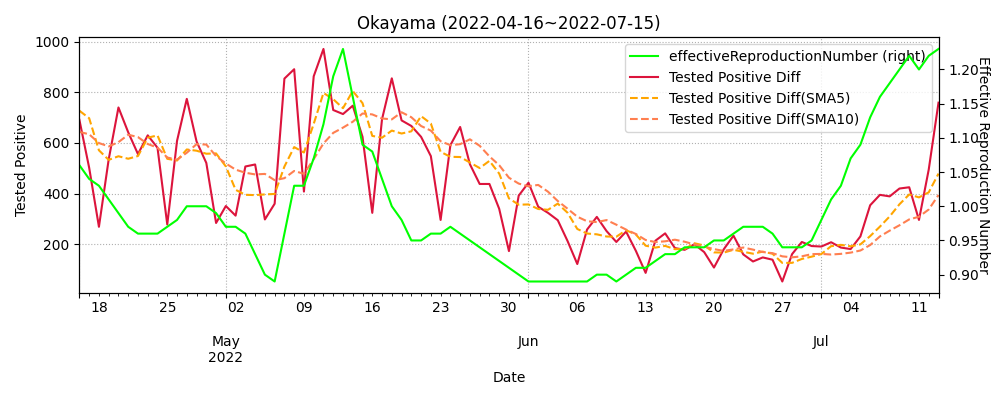 Okayama (2022-04-16~2022-07-15)
effectiveReproductionNumber (right)
Tested Positive Diff
Tested Positive Diff(SMA5)
Tested Positive Diff(SMA10)
Tested Positive
1000
800
600
400
200
Effective Reproduction Number
1.20
1.15
1.10
1.05
1.00
0.95
0.90
18 25 02 09 16 23 30 06 13 20 27 04 11
May Jun Jul
2022
Date